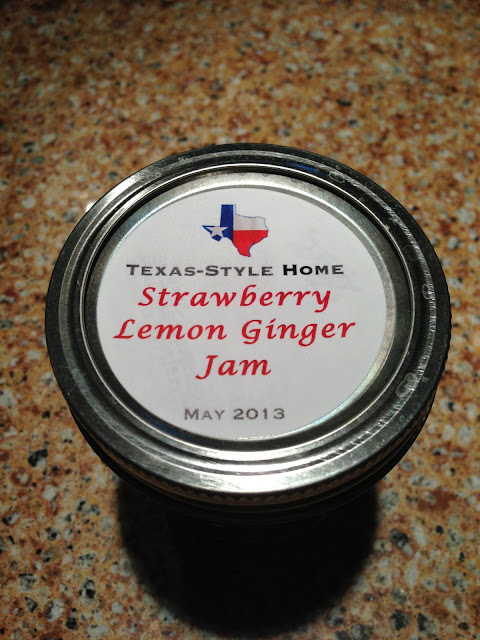 Texas-Style Home
Strawberry
Lemon Ginger
Jam
May 2013